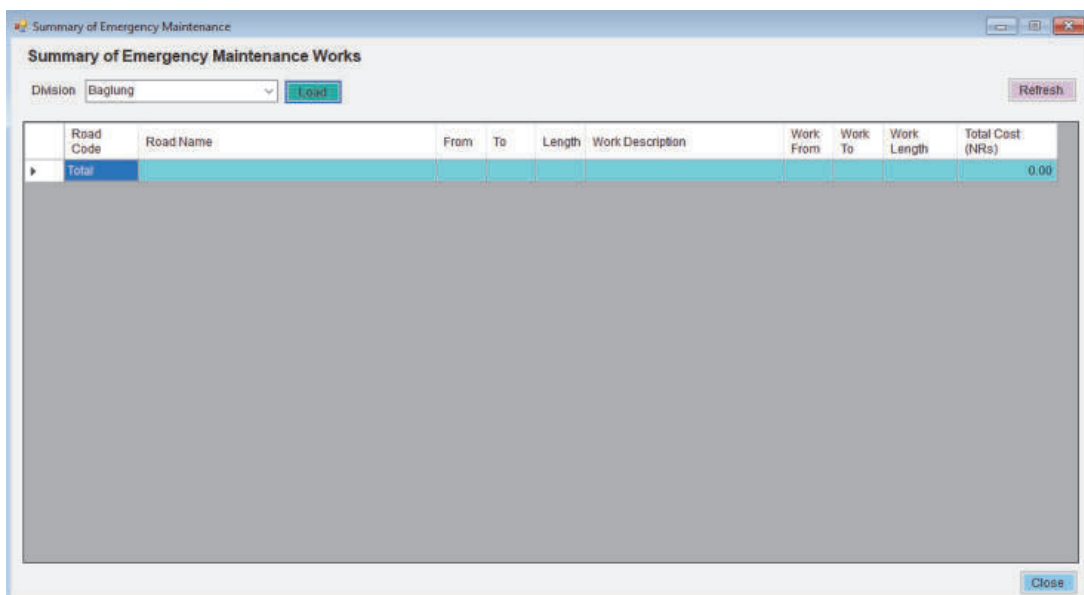 Summary of Emergency Maintenance
Summary of Emergency Maintenance Works
Division Baglung Load Refresh
Road Code Road Name From To Length Work Description Work From Work To Work Length Total Cost (NRs)
Total 0.00
Close